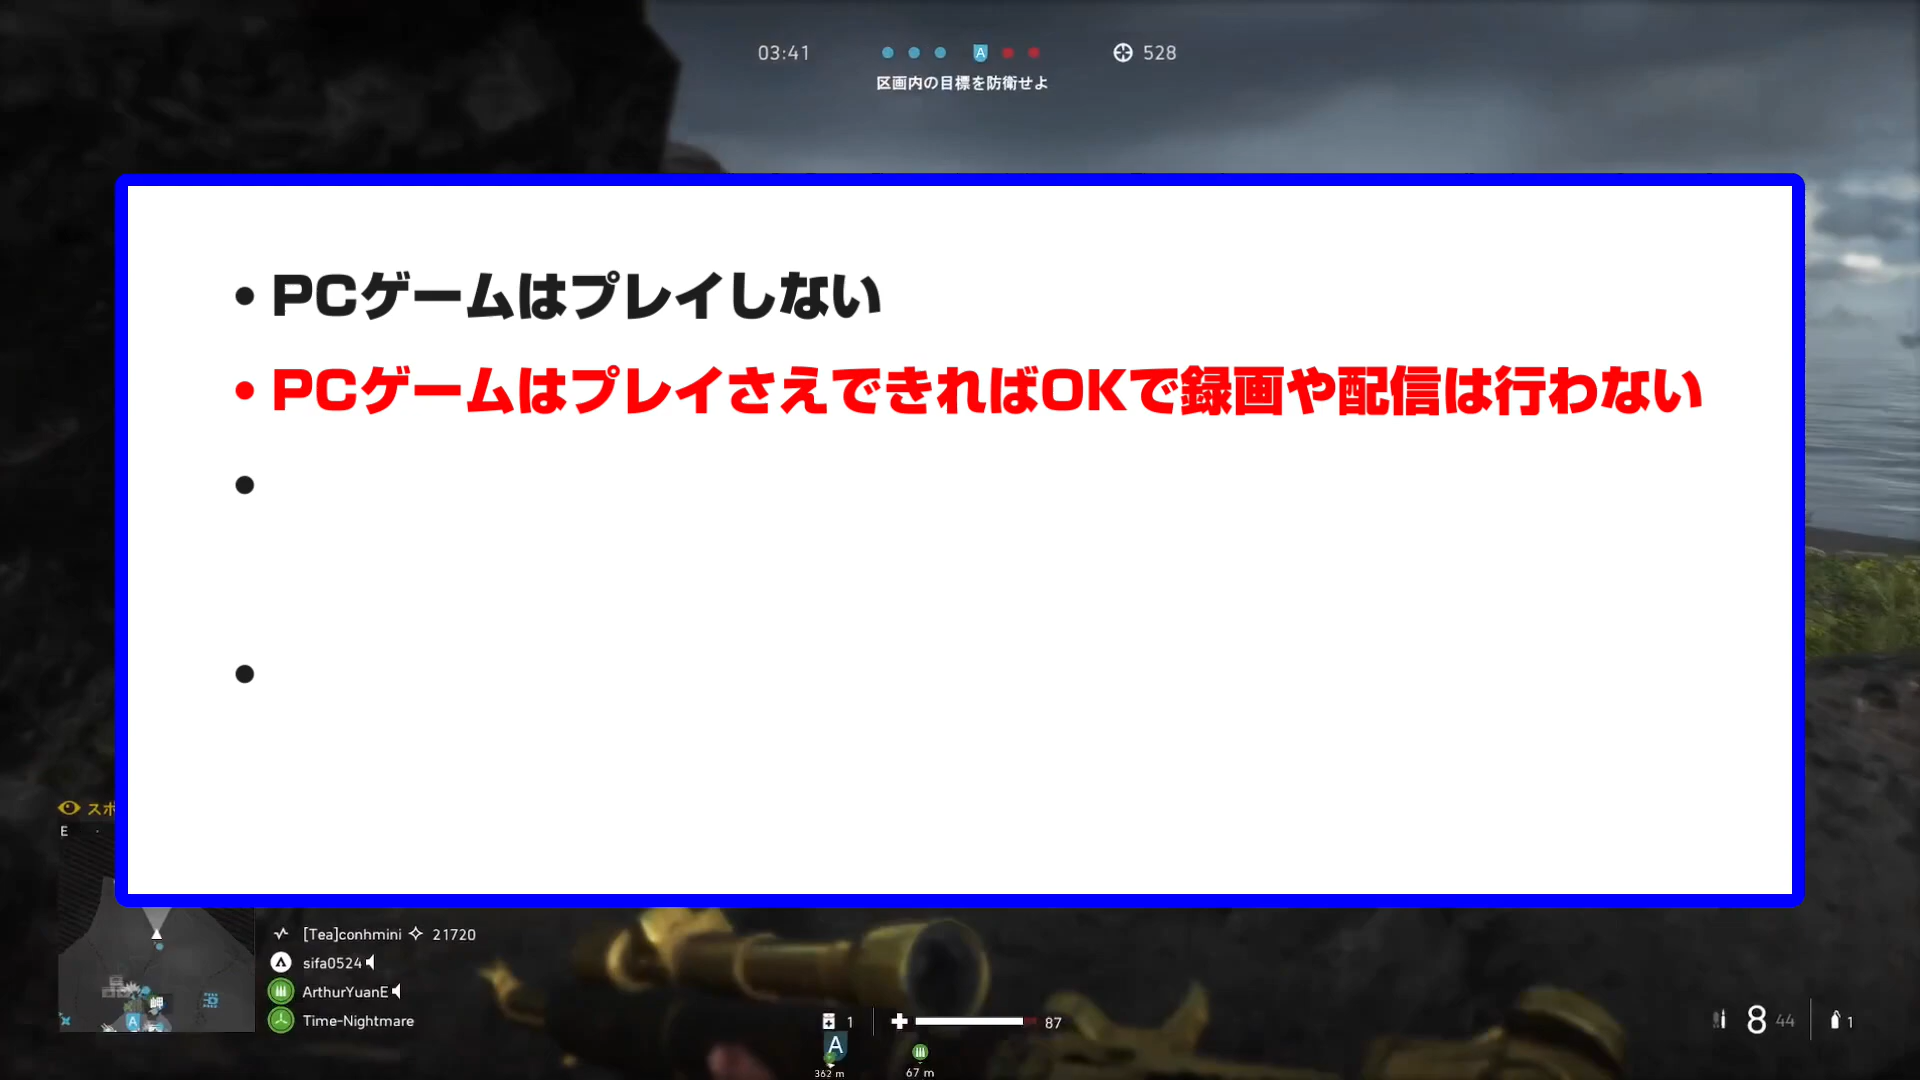 03:41
A
528
区画内の目標を防衛せよ
• PCゲームはプレイしない
• PCゲームはプレイさえできればOKで録画や配信は行わない
•
•
スポ
E
岬
A
[Tea]conhmini 21720
sifa0524
ArthurYuanE
Time-Nightmare
1
87
A
362 m
67 m
8 44
1